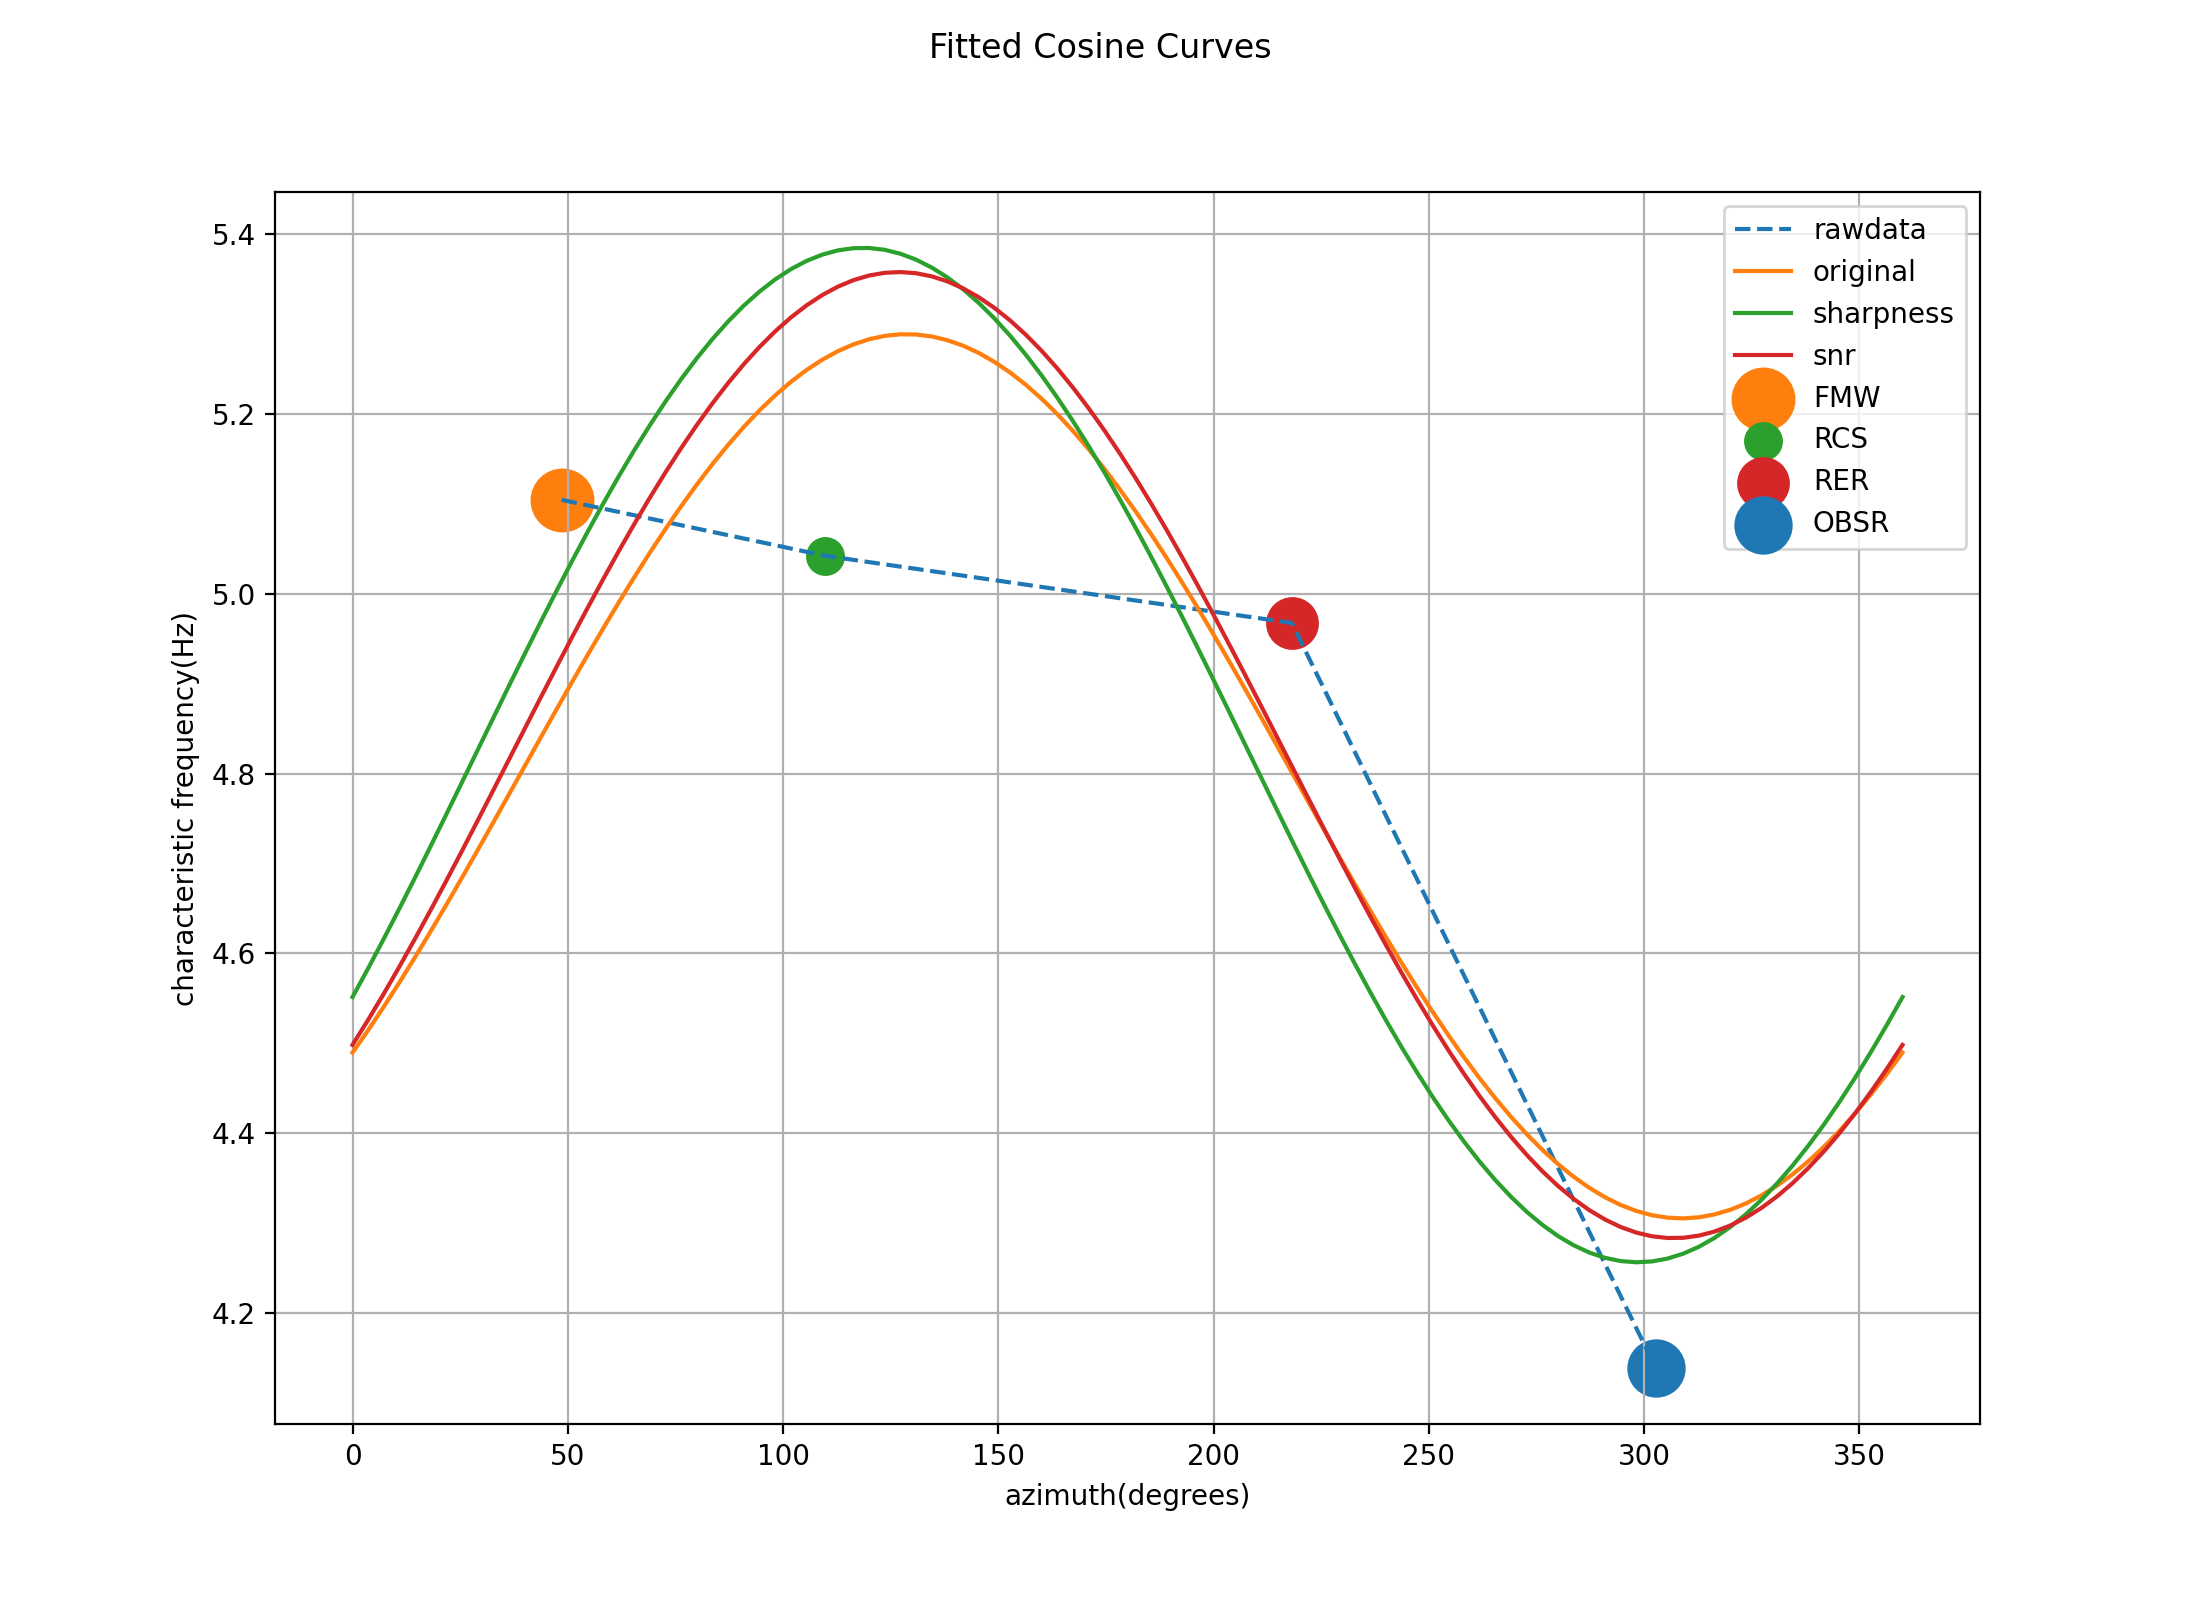 Fitted Cosine Curves
rawdata
original
sharpness
snr
FMW
RCS
RER
OBSR
characteristic frequency(Hz)
5.4
5.2
5.0
4.8
4.6
4.4
4.2
0 50 100 150 200 250 300 350
azimuth(degrees)